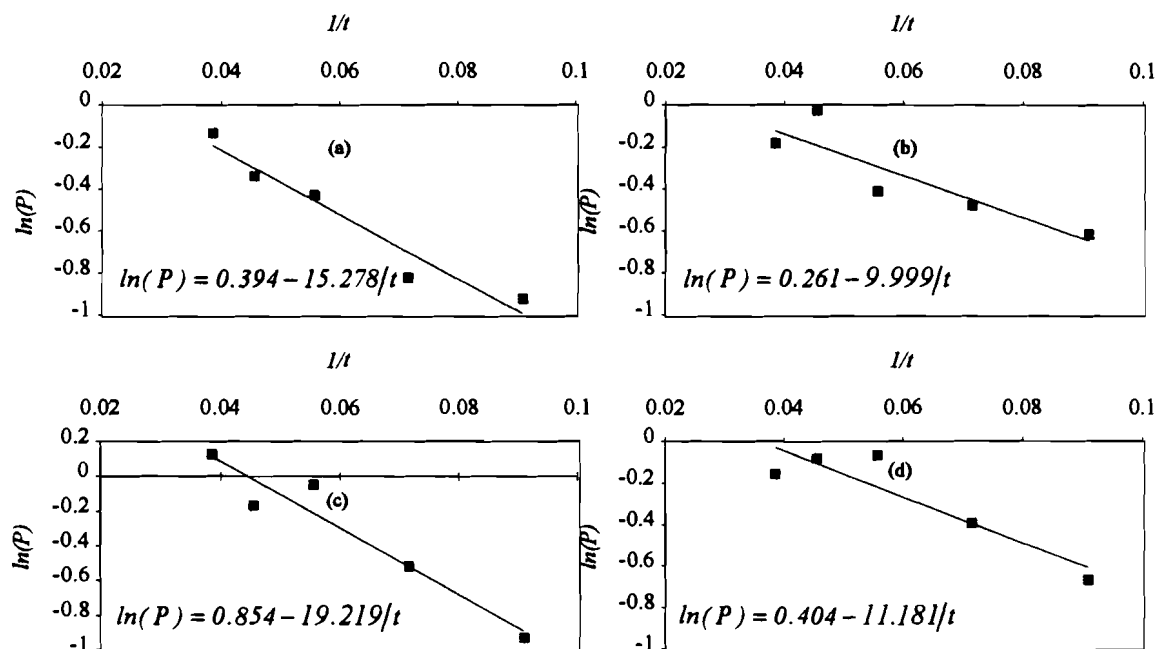 1/t
0.02 0.04 0.06 0.08 0.1
0
-0.2
-0.4
-0.6
-0.8
-1
ln(P)
(a)
ln(P) = 0.394 - 15.278/t
1/t
0.02 0.04 0.06 0.08 0.1
0
-0.2
-0.4
-0.6
-0.8
-1
ln(P)
(b)
ln(P) = 0.261 - 9.999/t
1/t
0.02 0.04 0.06 0.08 0.1
0.2
0
-0.2
-0.4
-0.6
-0.8
-1
ln(P)
(c)
ln(P) = 0.854 - 19.219/t
1/t
0.02 0.04 0.06 0.08 0.1
0
-0.2
-0.4
-0.6
-0.8
-1
ln(P)
(d)
ln(P) = 0.404 - 11.181/t